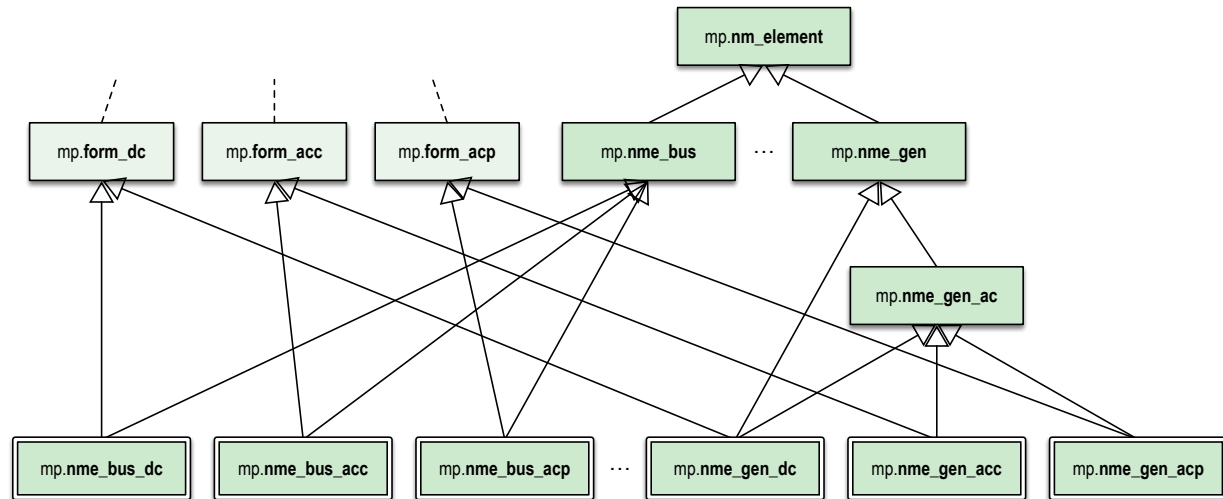 mp.nm_element
mp.form_dc
mp.form_acc
mp.form_acp
mp.nme_bus
...
mp.nme_gen
mp.nme_gen_ac
mp.nme_bus_dc
mp.nme_bus_acc
mp.nme_bus_acp
...
mp.nme_gen_dc
mp.nme_gen_acc
mp.nme_gen_acp